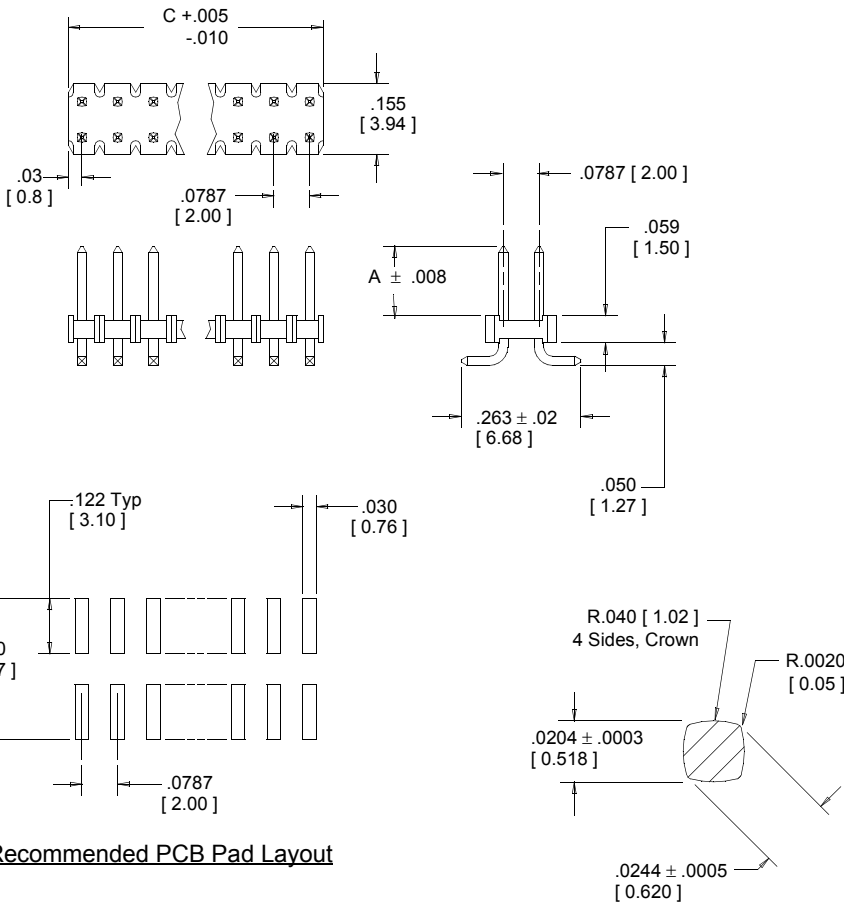 C +.005
-.010
.155
[ 3.94 ]
.03
[ 0.8 ]
.0787
[ 2.00 ]
.0787 [ 2.00 ]
.059
[ 1.50 ]
A ± .008
.263 ± .02
[ 6.68 ]
.050
[ 1.27 ]
.122 Typ
[ 3.10 ]
.030
[ 0.76 ]
0
7 ]
.0787
[ 2.00 ]
R.040 [ 1.02 ]
4 Sides, Crown
R.0020
[ 0.05 ]
.0204 ± .0003
[ 0.518 ]
.0244 ± .0005
[ 0.620 ]
Recommended PCB Pad Layout